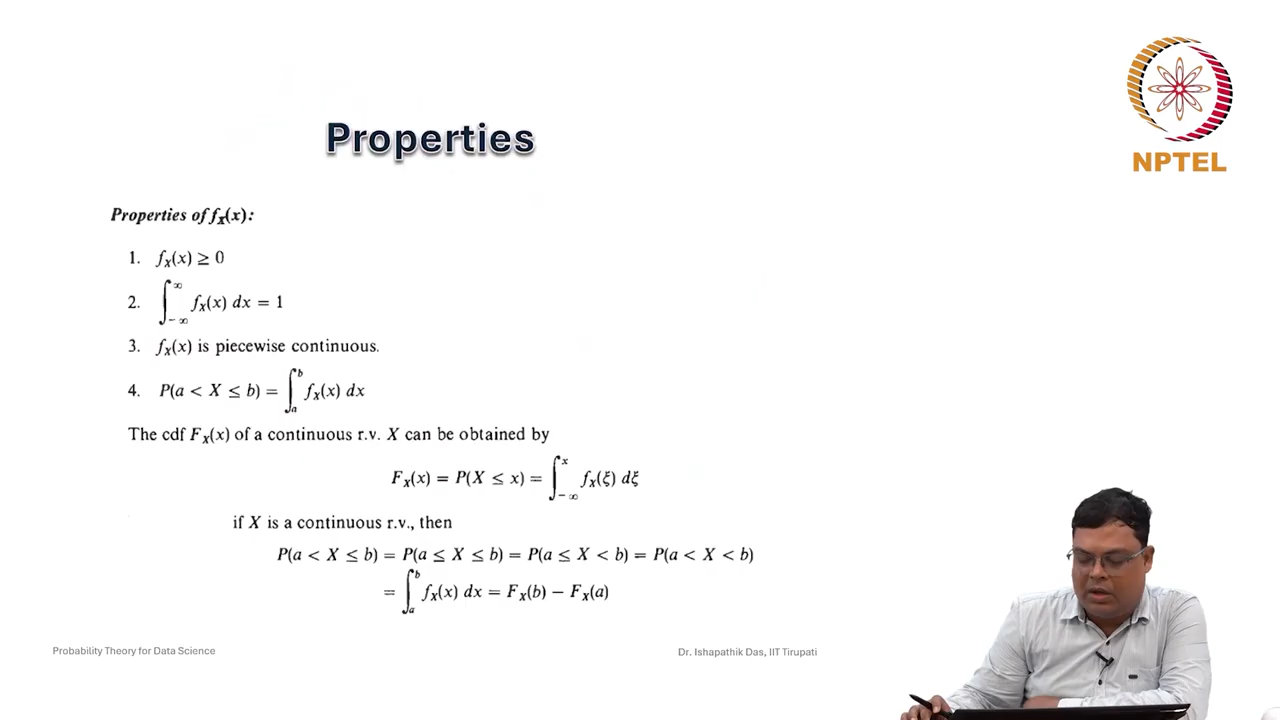 NPTEL
Properties
Properties of f_X(x):
1. f_X(x) ≥ 0
2. ∫_{-∞}^{∞} f_X(x) dx = 1
3. f_X(x) is piecewise continuous.
4. P(a < X ≤ b) = ∫_a^b f_X(x) dx
The cdf F_X(x) of a continuous r.v. X can be obtained by
F_X(x) = P(X ≤ x) = ∫_{-∞}^x f_X(ξ) dξ
if X is a continuous r.v., then
P(a < X ≤ b) = P(a ≤ X ≤ b) = P(a ≤ X < b) = P(a < X < b)
= ∫_a^b f_X(x) dx = F_X(b) − F_X(a)
Probability Theory for Data Science
Dr. Ishapathik Das, IIT Tirupati